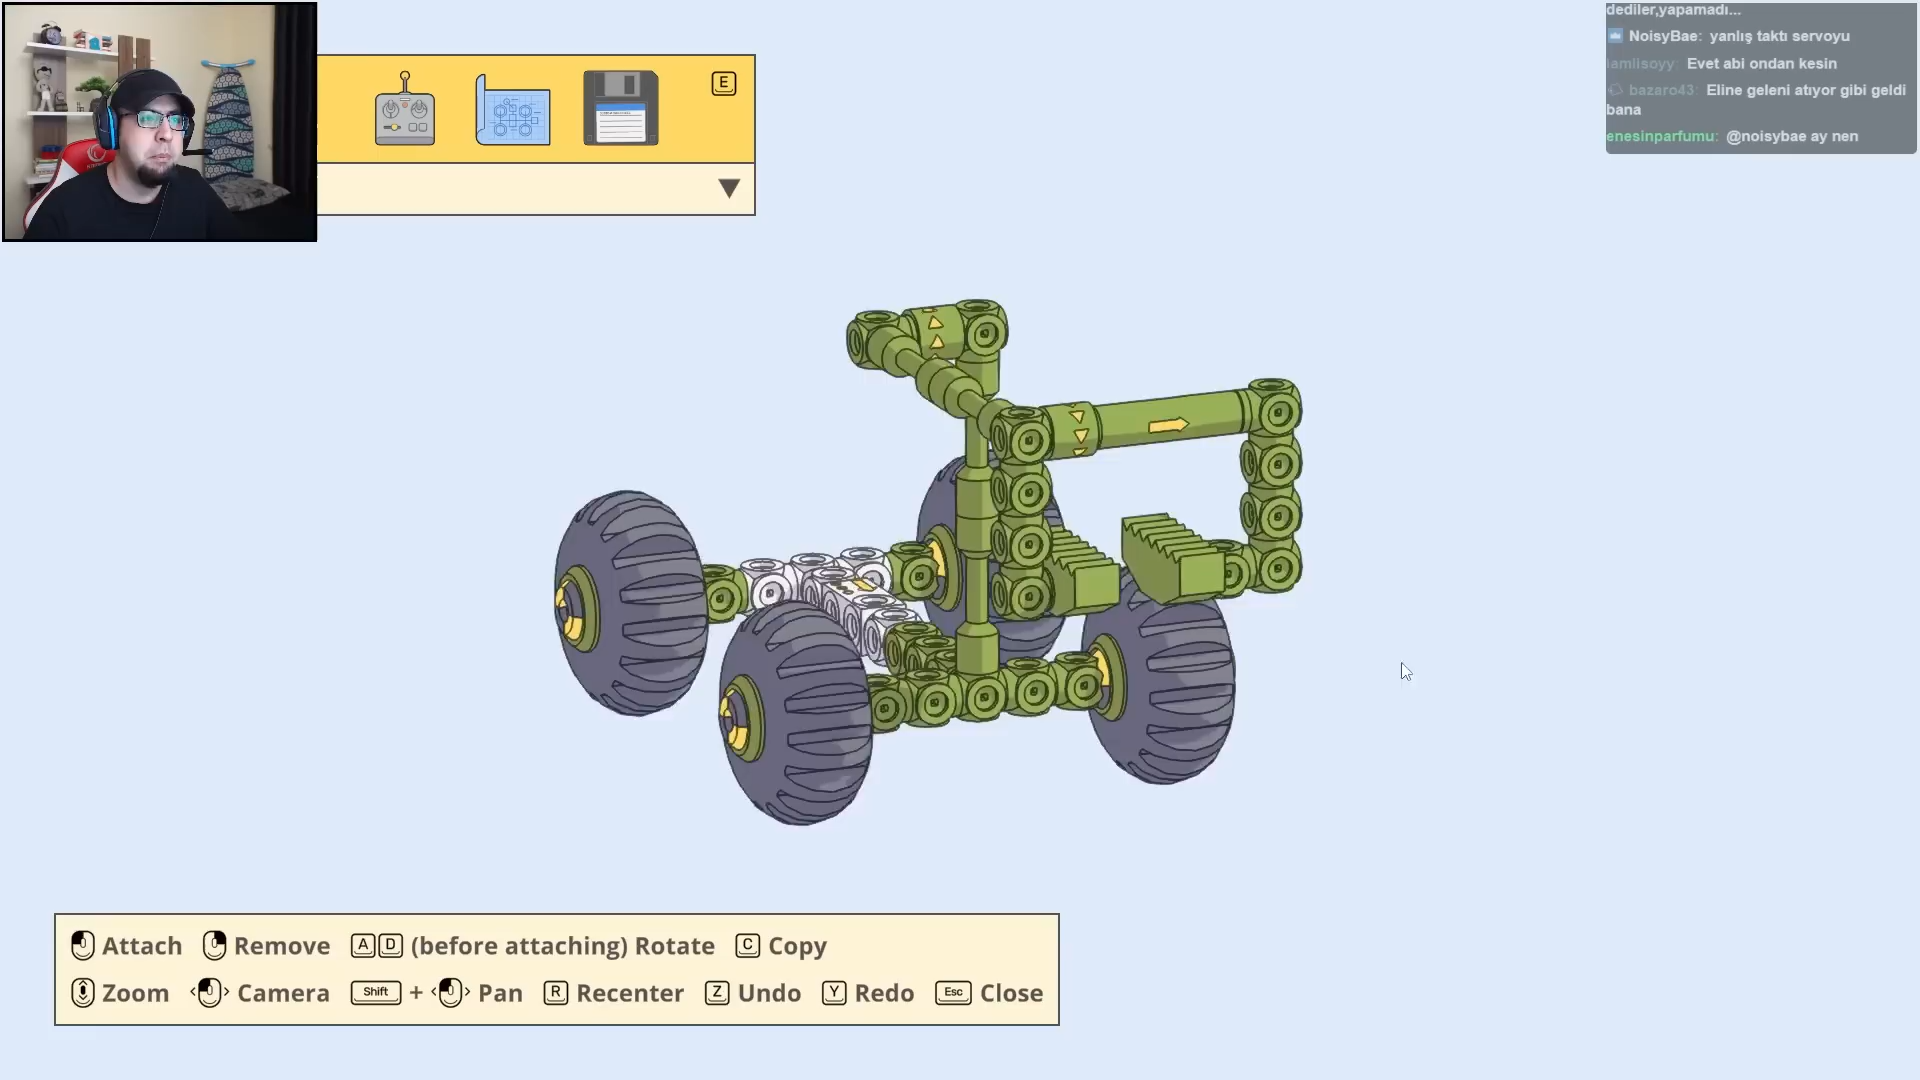 dediler,yapamadı...
NoisyBae: yanlış taktı servoyu
lamlisoyy: Evet abi ondan kesin
bazaro43: Eline geleni atıyor gibi geldi
bana
enesinparfumu: @noisybae ay nen
E
Attach Remove A D (before attaching) Rotate C Copy
Zoom Camera Shift + Pan R Recenter Z Undo Y Redo Esc Close